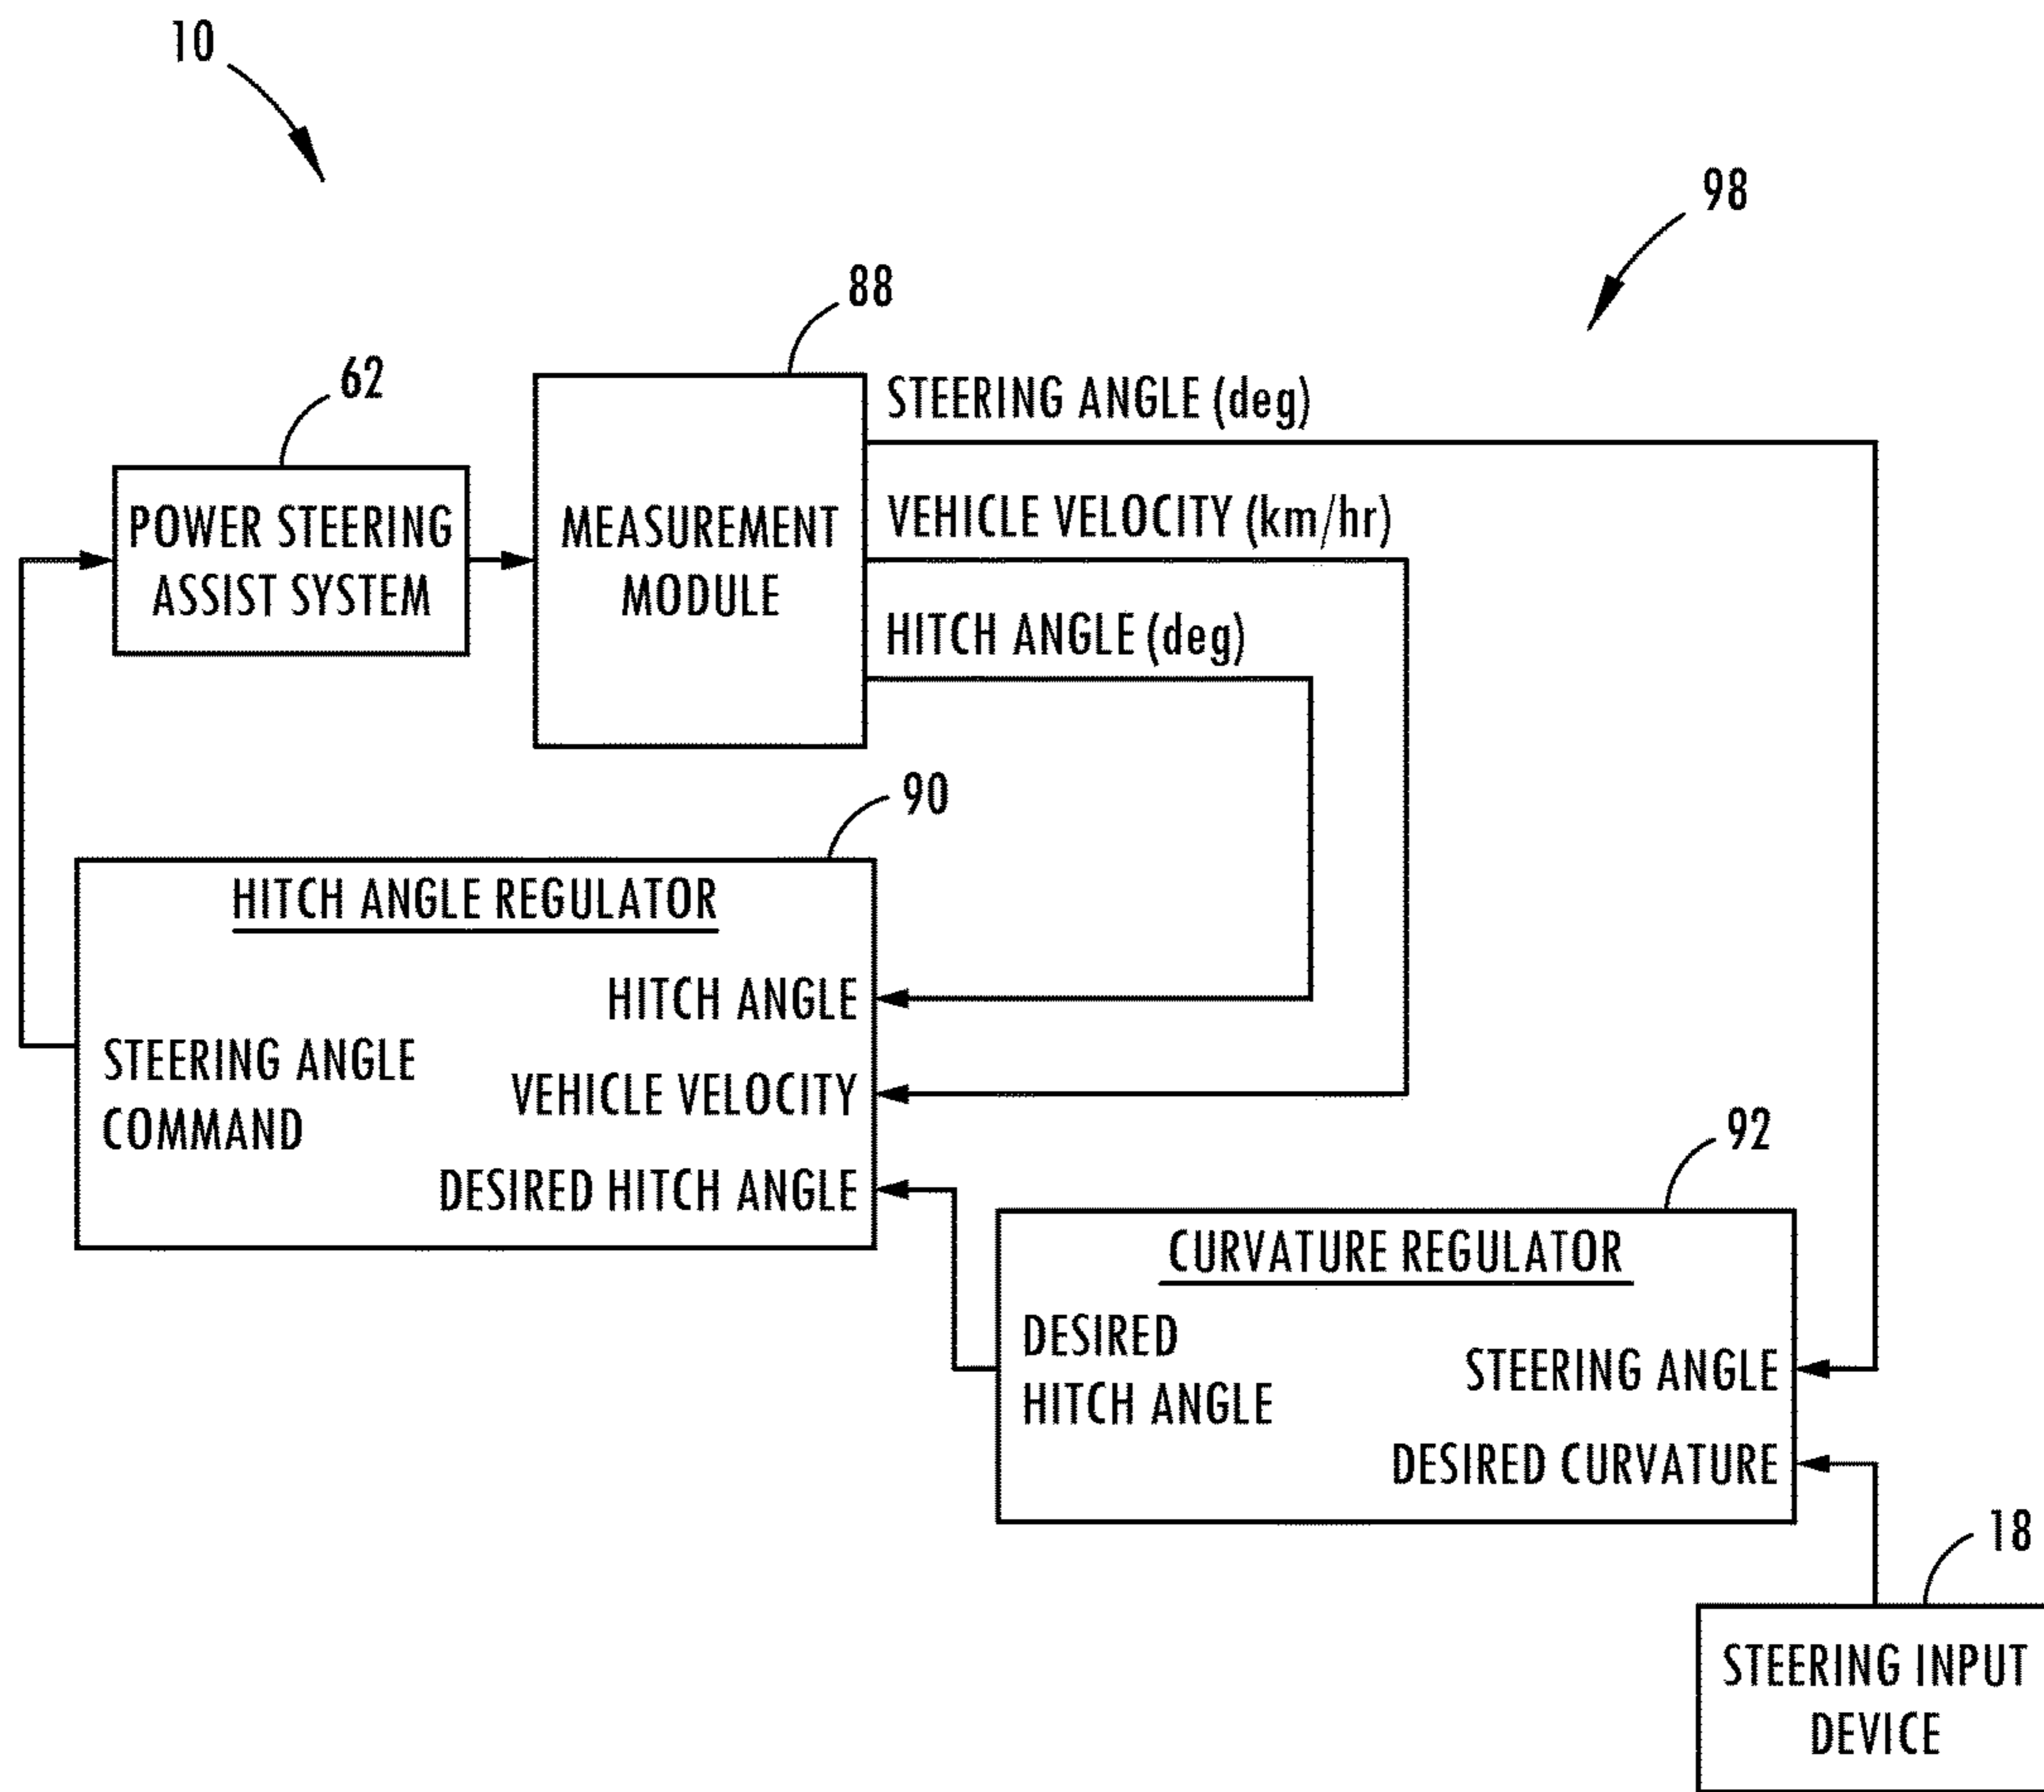 10
98
88
62
STEERING ANGLE (deg)
POWER STEERING
ASSIST SYSTEM
MEASUREMENT
MODULE
VEHICLE VELOCITY (km/hr)
HITCH ANGLE (deg)
90
HITCH ANGLE REGULATOR
HITCH ANGLE
STEERING ANGLE
COMMAND
VEHICLE VELOCITY
DESIRED HITCH ANGLE
92
CURVATURE REGULATOR
DESIRED
HITCH ANGLE
STEERING ANGLE
DESIRED CURVATURE
18
STEERING INPUT
DEVICE